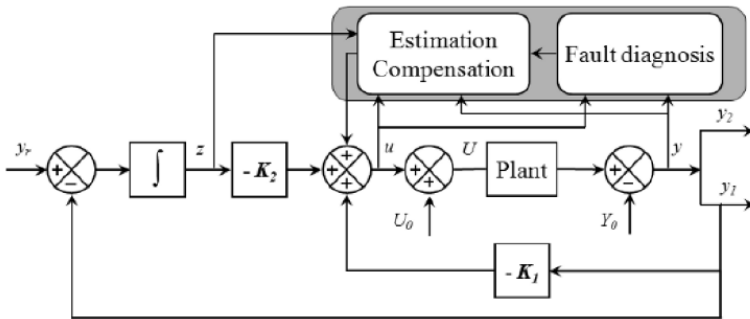 Estimation
Compensation
Fault diagnosis
y₂
yᵣ
+
+
−
∫
z
- K₂
+
+
+
+
u
+
+
+
U
Plant
+
−
y
y₁
U₀
Y₀
- K₁